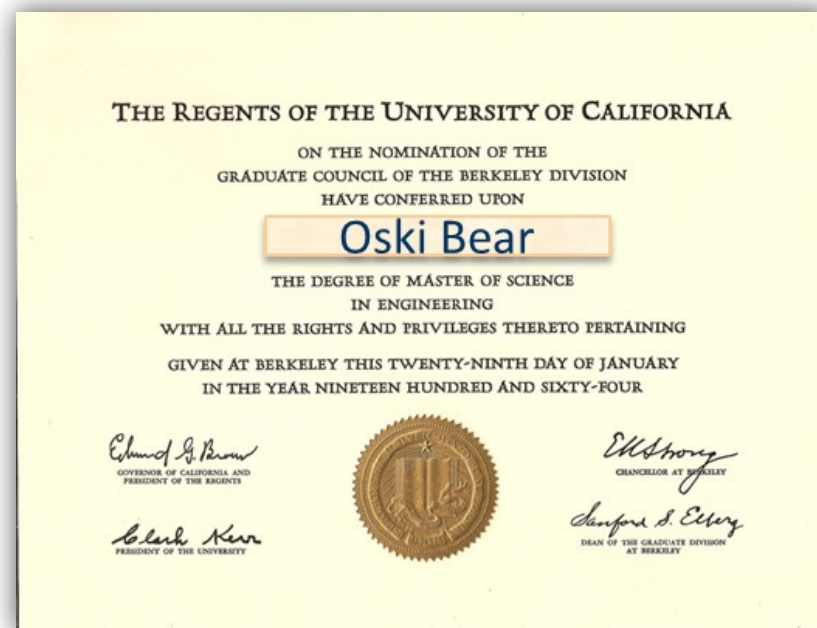 THE REGENTS OF THE UNIVERSITY OF CALIFORNIA
ON THE NOMINATION OF THE
GRADUATE COUNCIL OF THE BERKELEY DIVISION
HAVE CONFERRED UPON
Oski Bear
THE DEGREE OF MASTER OF SCIENCE
IN ENGINEERING
WITH ALL THE RIGHTS AND PRIVILEGES THERETO PERTAINING
GIVEN AT BERKELEY THIS TWENTY-NINTH DAY OF JANUARY
IN THE YEAR NINETEEN HUNDRED AND SIXTY-FOUR
Edmund G. Brown
GOVERNOR OF CALIFORNIA AND
PRESIDENT OF THE REGENTS
Clark Kerr
PRESIDENT OF THE UNIVERSITY
EWStrong
CHANCELLOR AT BERKELEY
Sanford S. Elberg
DEAN OF THE GRADUATE DIVISION
AT BERKELEY